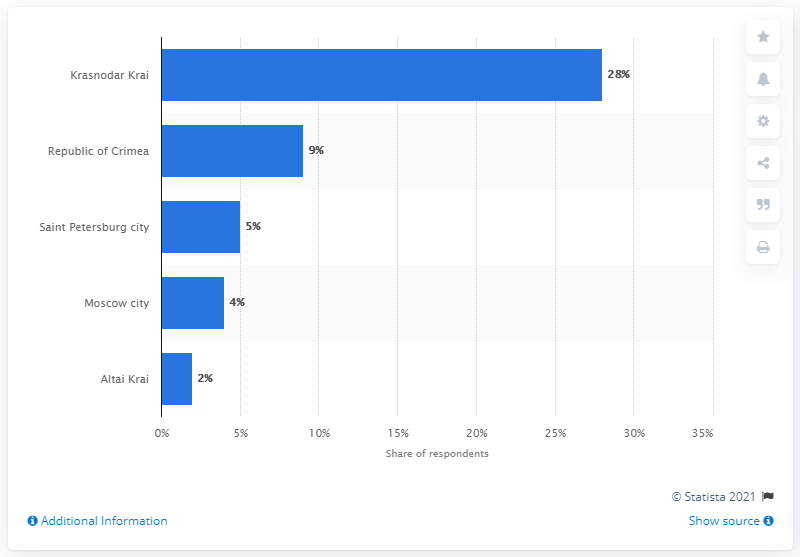 Krasnodar Krai
28%
Republic of Crimea
9%
Saint Petersburg city
5%
Moscow city
4%
Altai Krai
2%
0% 5% 10% 15% 20% 25% 30% 35%
Share of respondents
© Statista 2021
Additional Information
Show source